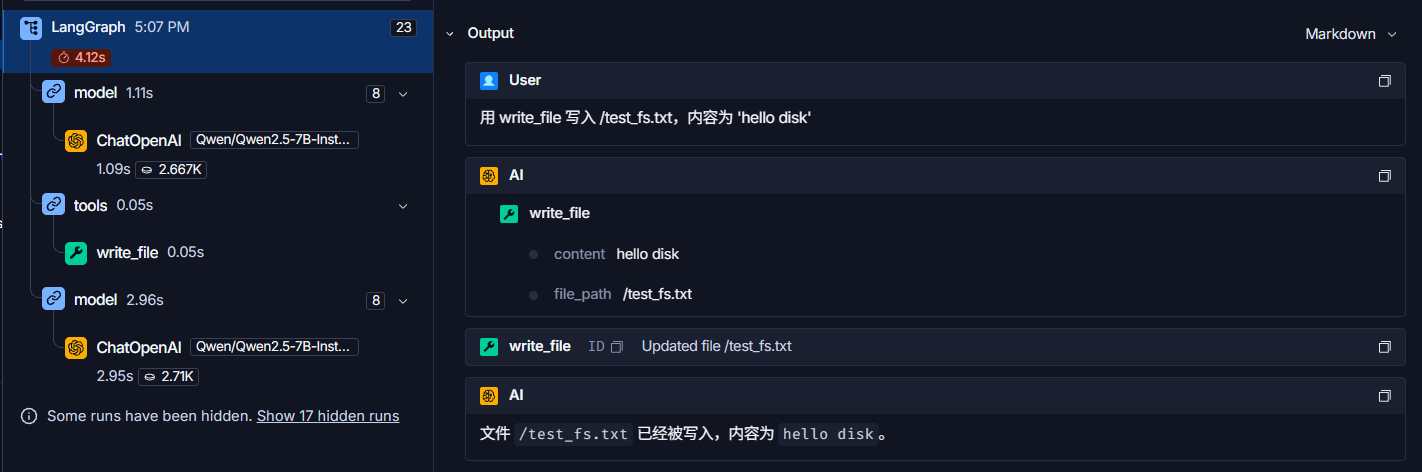 LangGraph 5:07 PM 23
4.12s
model 1.11s 8
ChatOpenAI Qwen/Qwen2.5-7B-Inst...
1.09s 2.667K
tools 0.05s
write_file 0.05s
model 2.96s 8
ChatOpenAI Qwen/Qwen2.5-7B-Inst...
2.95s 2.71K
Some runs have been hidden. Show 17 hidden runs
Output Markdown
User
用 write_file 写入 /test_fs.txt，内容为 'hello disk'
AI
write_file
content hello disk
file_path /test_fs.txt
write_file ID Updated file /test_fs.txt
AI
文件 /test_fs.txt 已经被写入，内容为 hello disk。